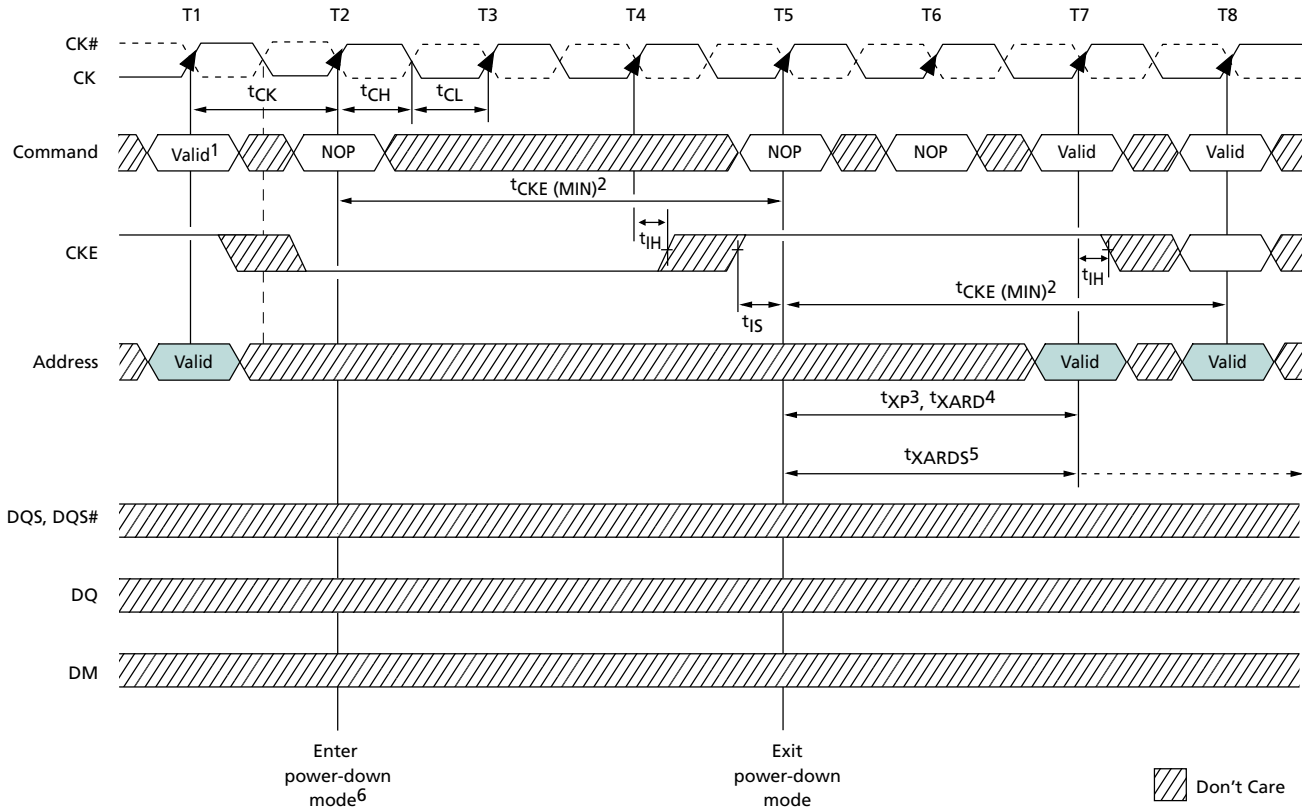 T1 T2 T3 T4 T5 T6 T7 T8
CK#
CK
tCK tCH tCL
Command Valid1 NOP NOP NOP Valid Valid
tCKE (MIN)2
CKE
tIH
tIH
tCKE (MIN)2
tIS
Address Valid Valid Valid
tXP3, tXARD4
tXARDS5
DQS, DQS#
DQ
DM
Enter
power-down
mode6
Exit
power-down
mode
Don't Care